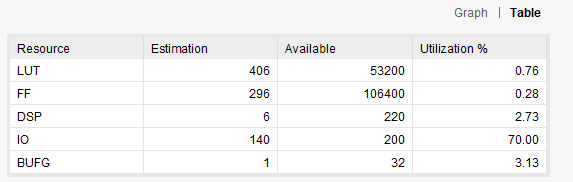 Graph | Table
Resource Estimation Available Utilization %
LUT 406 53200 0.76
FF 296 106400 0.28
DSP 6 220 2.73
IO 140 200 70.00
BUFG 1 32 3.13